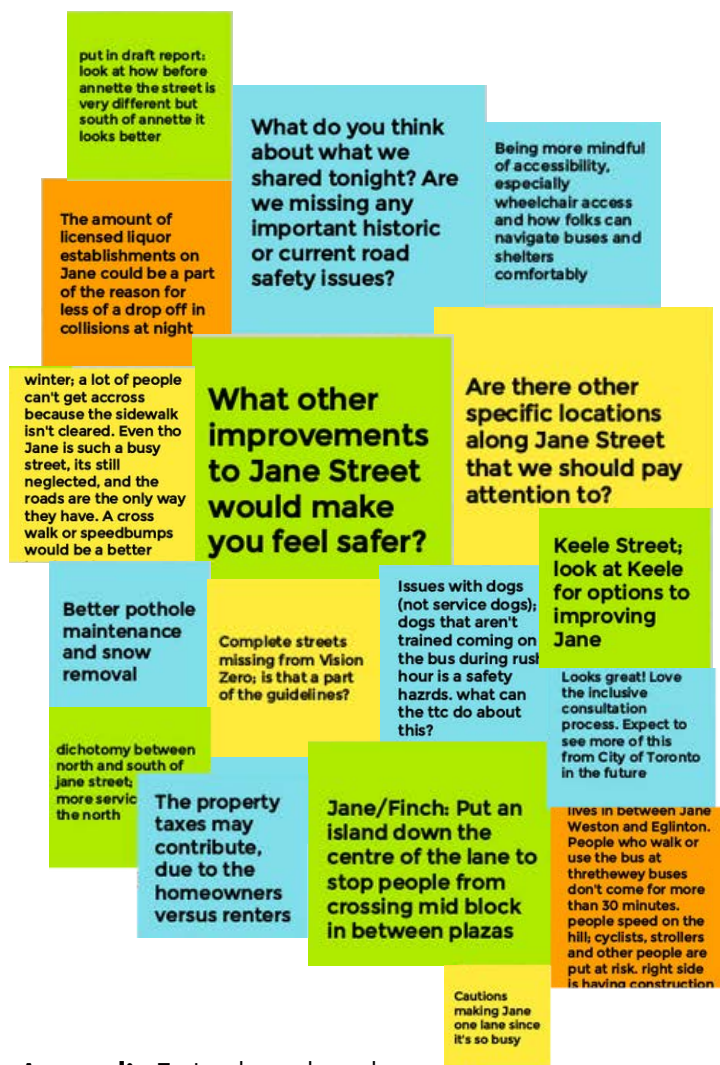 put in draft report:
look at how before
annette the street is
very different but
south of annette it
looks better
What do you think
about what we
shared tonight? Are
we missing any
important historic
or current road
safety issues?
Being more mindful
of accessibility,
especially
wheelchair access
and how folks can
navigate buses and
shelters
comfortably
The amount of
licensed liquor
establishments on
Jane could be a part
of the reason for
less of a drop off in
collisions at night
winter; a lot of people
can't get accross
because the sidewalk
isn't cleared. Even tho
Jane is such a busy
street, its still
neglected, and the
roads are the only way
they have. A cross
walk or speedbumps
would be a better
What other
improvements
to Jane Street
would make
you feel safer?
Are there other
specific locations
along Jane Street
that we should pay
attention to?
Keele Street;
look at Keele
for options to
improving
Jane
Better pothole
maintenance
and snow
removal
Complete streets
missing from Vision
Zero; is that a part
of the guidelines?
Issues with dogs
(not service dogs);
dogs that aren't
trained coming on
the bus during rush
hour is a safety
hazrds. what can
the ttc do about
this?
Looks great! Love
the inclusive
consultation
process. Expect to
see more of this
from City of Toronto
in the future
dichotomy between
north and south of
jane street;
more servic
the north
The property
taxes may
contribute,
due to the
homeowners
versus renters
Jane/Finch: Put an
island down the
centre of the lane to
stop people from
crossing mid block
in between plazas
lives in between Jane
Weston and Eglinton.
People who walk or
use the bus at
threthewey buses
don't come for more
than 30 minutes.
people speed on the
hill; cyclists, strollers
and other people are
put at risk. right side
is having construction
Cautions
making Jane
one lane since
it's so busy